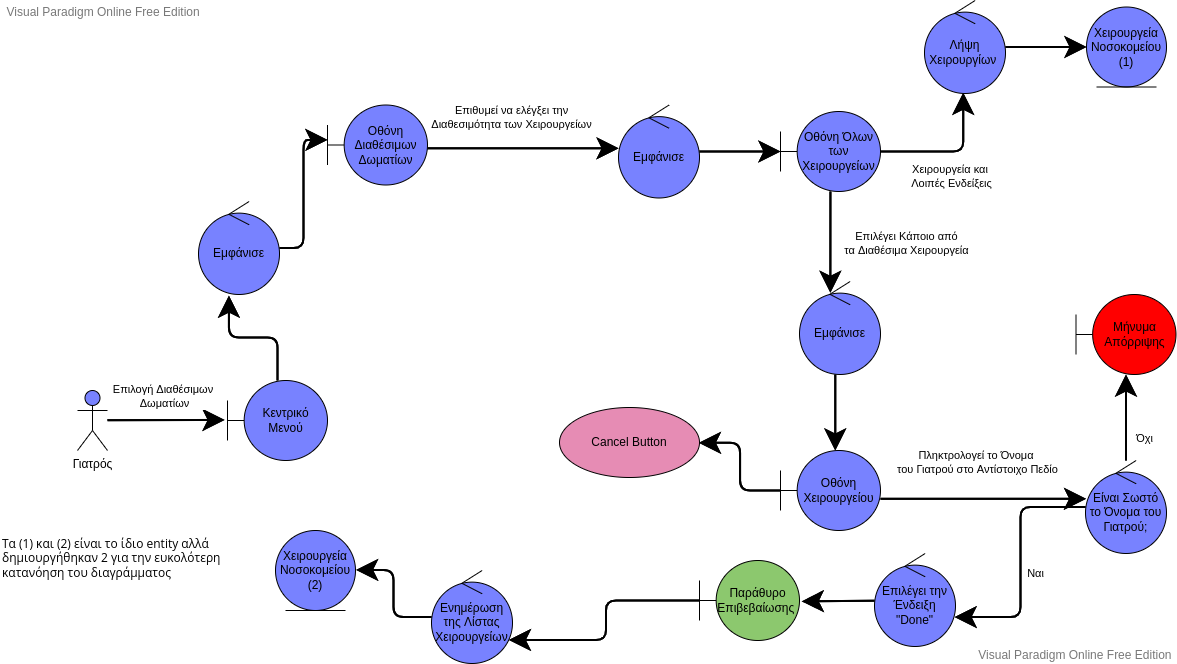 Visual Paradigm Online Free Edition
Λήψη
Χειρουργίων
Χειρουργεία
Νοσοκομείου
(1)
Οθόνη
Διαθέσιμων
Δωματίων
Επιθυμεί να ελέγξει την
Διαθεσιμότητα των Χειρουργείων
Εμφάνισε
Οθόνη Όλων
των
Χειρουργείων
Χειρουργεία και
Λοιπές Ενδείξεις
Εμφάνισε
Επιλέγει Κάποιο από
τα Διαθέσιμα Χειρουργεία
Εμφάνισε
Μήνυμα
Απόρριψης
Επιλογή Διαθέσιμων
Δωματίων
Γιατρός
Κεντρικό
Μενού
Cancel Button
Όχι
Πληκτρολογεί το Όνομα
του Γιατρού στο Αντίστοιχο Πεδίο
Οθόνη
Χειρουργείου
Είναι Σωστό
το Όνομα του
Γιατρού;
Τα (1) και (2) είναι το ίδιο entity αλλά
δημιουργήθηκαν 2 για την ευκολότερη
κατανόηση του διαγράμματος
Χειρουργεία
Νοσοκομείου
(2)
Ενημέρωση
της Λίστας
Χειρουργείων
Παράθυρο
Επιβεβαίωσης
Επιλέγει την
Ένδειξη
"Done"
Ναι
Visual Paradigm Online Free Edition